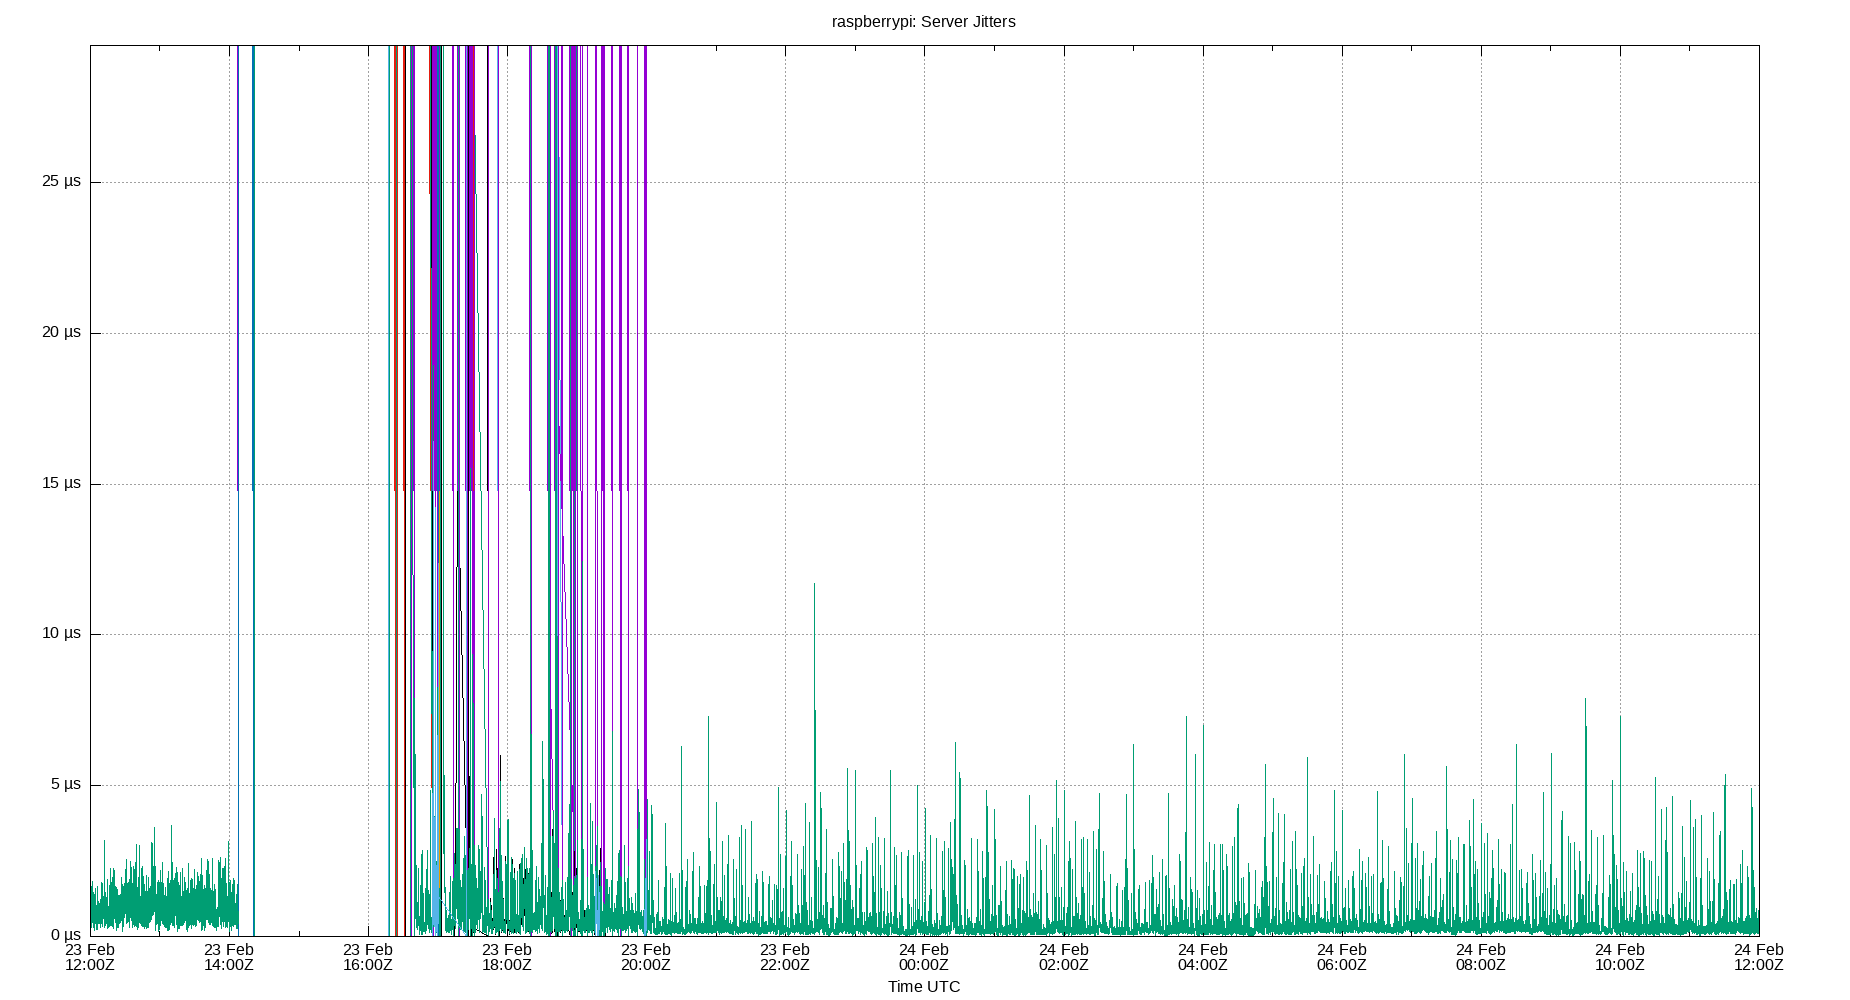 raspberrypi: Server Jitters
25 µs
20 µs
15 µs
10 µs
5 µs
0 µs
23 Feb 23 Feb 23 Feb 23 Feb 23 Feb 23 Feb 24 Feb 24 Feb 24 Feb 24 Feb 24 Feb 24 Feb 24 Feb
12:00Z 14:00Z 16:00Z 18:00Z 20:00Z 22:00Z 00:00Z 02:00Z 04:00Z 06:00Z 08:00Z 10:00Z 12:00Z
Time UTC